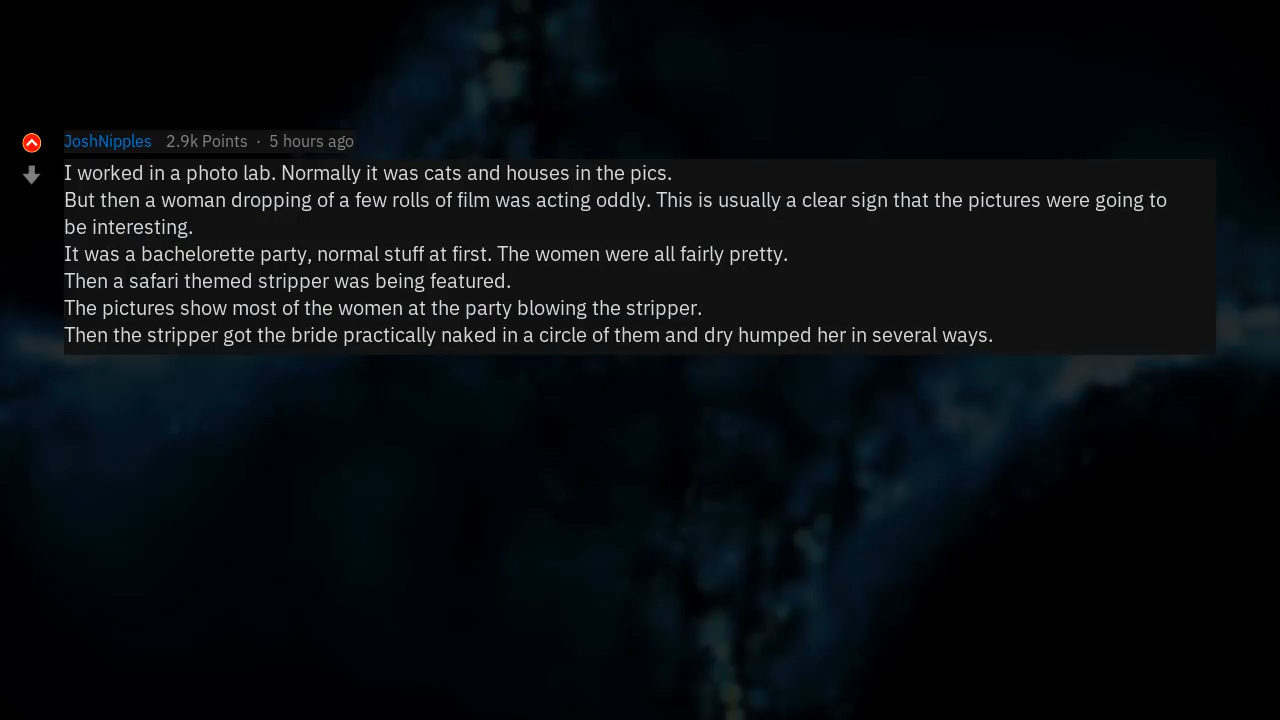 JoshNipples 2.9k Points · 5 hours ago
I worked in a photo lab. Normally it was cats and houses in the pics.
But then a woman dropping of a few rolls of film was acting oddly. This is usually a clear sign that the pictures were going to
be interesting.
It was a bachelorette party, normal stuff at first. The women were all fairly pretty.
Then a safari themed stripper was being featured.
The pictures show most of the women at the party blowing the stripper.
Then the stripper got the bride practically naked in a circle of them and dry humped her in several ways.